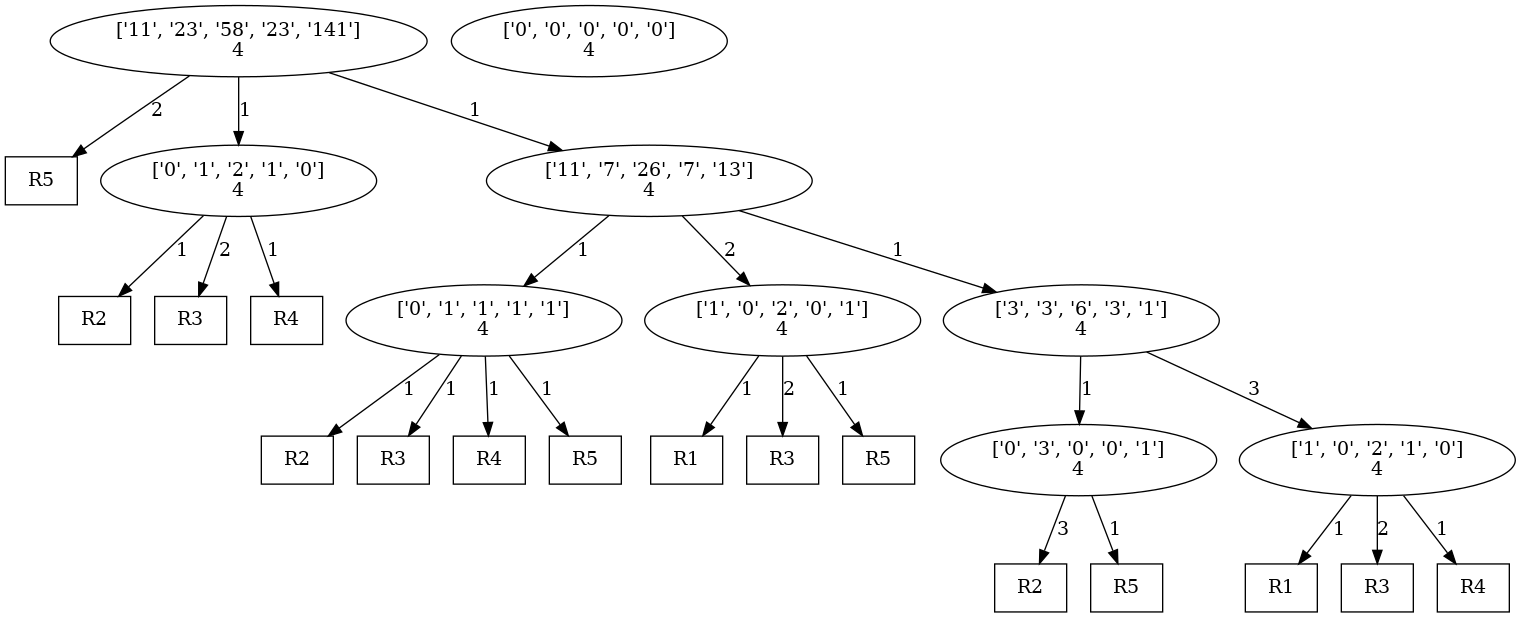 ['11', '23', '58', '23', '141']
4
['0', '0', '0', '0', '0']
4
2
1
1
R5
['0', '1', '2', '1', '0']
4
['11', '7', '26', '7', '13']
4
1
2
1
1
2
1
R2
R3
R4
['0', '1', '1', '1', '1']
4
['1', '0', '2', '0', '1']
4
['3', '3', '6', '3', '1']
4
1
1
1
1
1
2
1
1
3
R2
R3
R4
R5
R1
R3
R5
['0', '3', '0', '0', '1']
4
['1', '0', '2', '1', '0']
4
3
1
1
2
1
R2
R5
R1
R3
R4